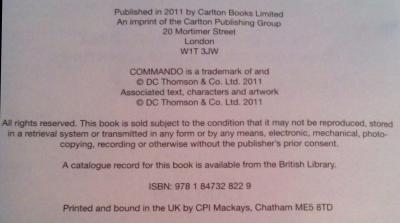 Published in 2011 by Carlton Books Limited
An imprint of the Carlton Publishing Group
20 Mortimer Street
London
W1T 3JW
COMMANDO is a trademark of and
© DC Thomson & Co. Ltd. 2011
Associated text, characters and artwork
© DC Thomson & Co. Ltd. 2011
All rights reserved. This book is sold subject to the condition that it may not be reproduced, stored
in a retrieval system or transmitted in any form or by any means, electronic, mechanical, photo-
copying, recording or otherwise without the publisher's prior consent.
A catalogue record for this book is available from the British Library.
ISBN: 978 1 84732 822 9
Printed and bound in the UK by CPI Mackays, Chatham ME5 8TD